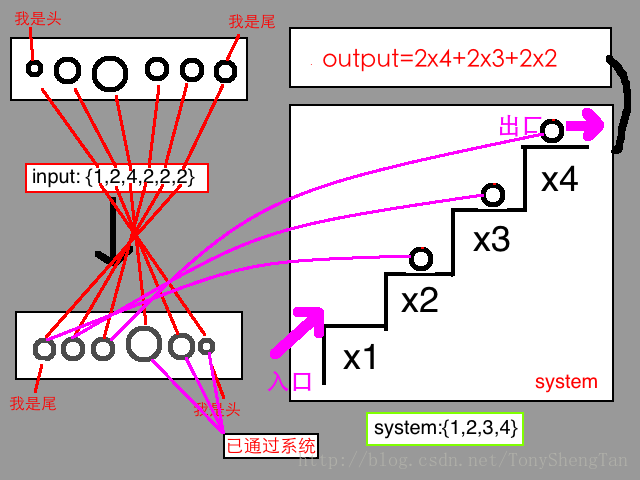 我是头
我是尾
output=2x4+2x3+2x2
出口
input: {1,2,4,2,2,2}
x4
x3
x2
x1
入口
system
我是尾
我是头
已通过系统
system:{1,2,3,4}
http://blog.csdn.net/TonyShengTan